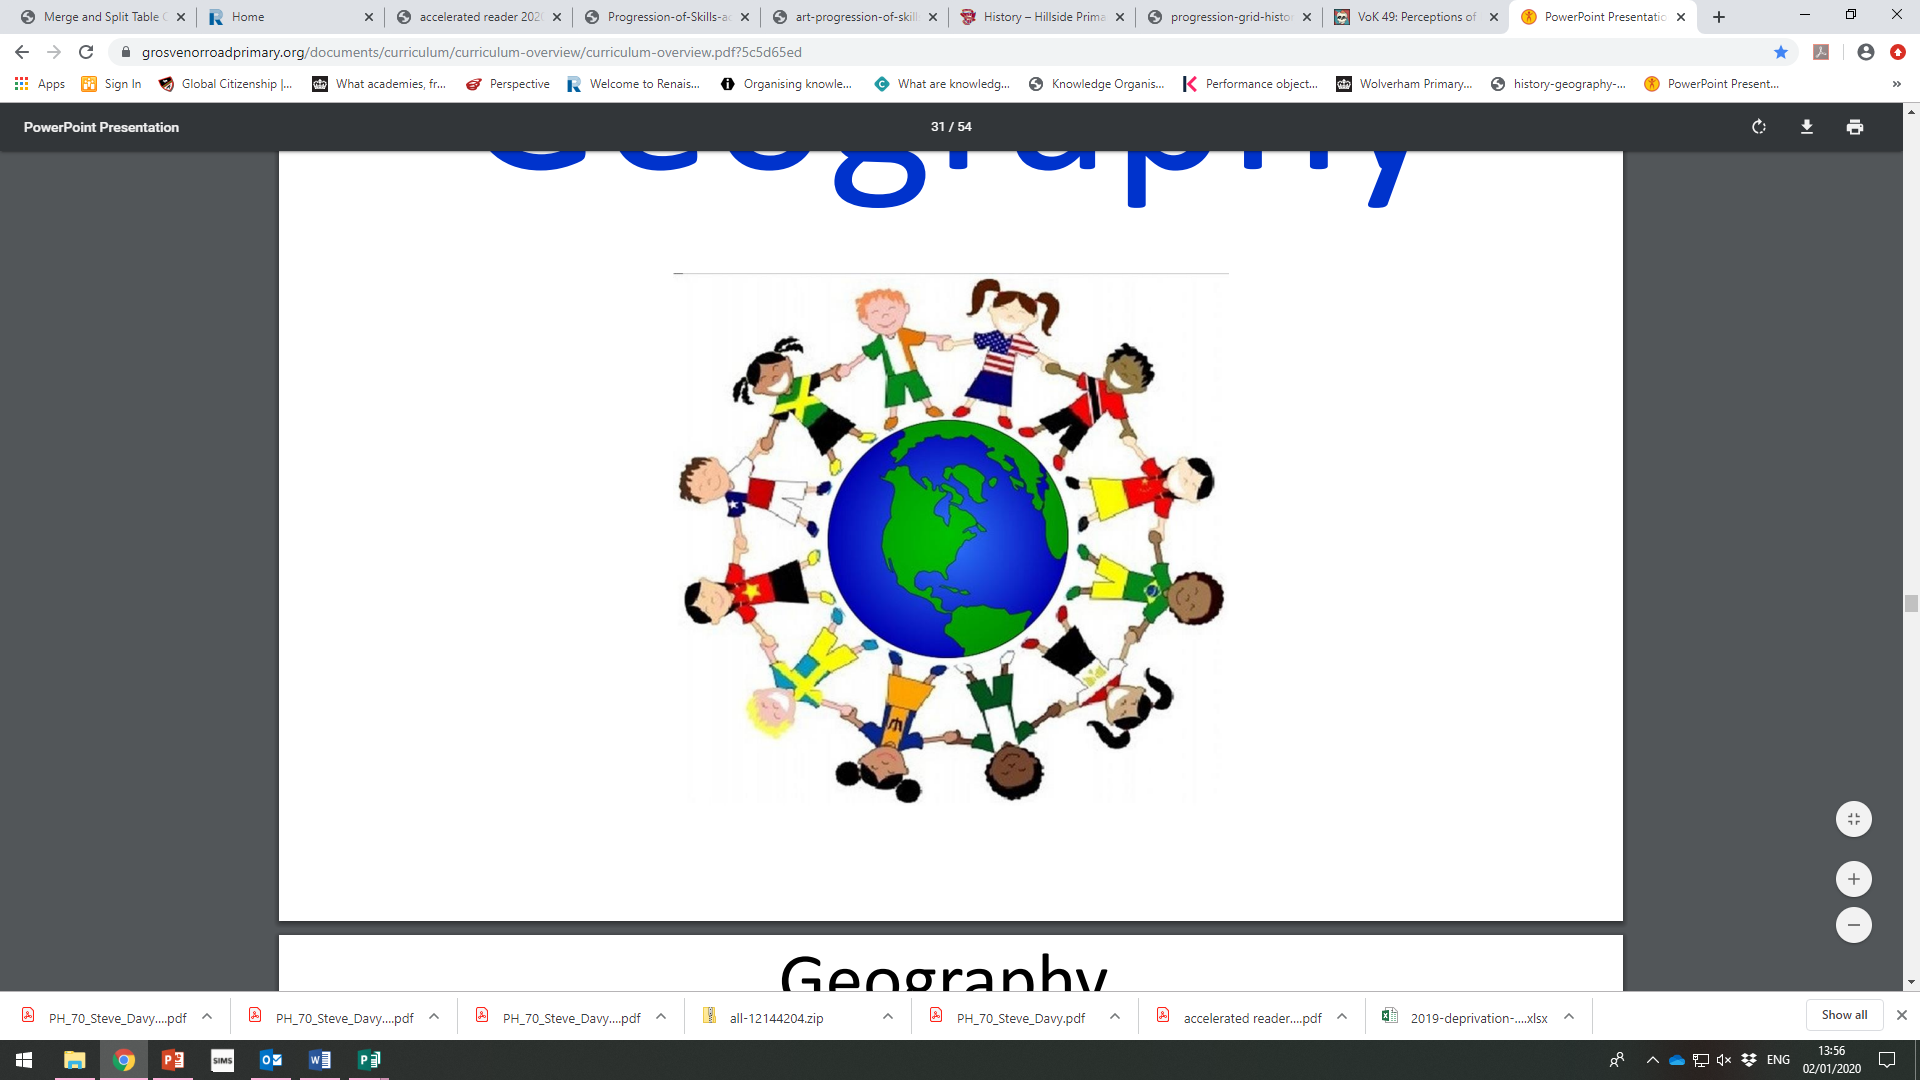 Merge and Split Table C
Home
accelerated reader 202
Progression-of-Skills-ac
art-progression-of-skill
History – Hillside Prima
progression-grid-histo
VoK 49: Perceptions of
PowerPoint Presentatio
grosvenorroadprimary.org/documents/curriculum/curriculum-overview/curriculum-overview.pdf?5c5d65ed
Apps
Sign In
Global Citizenship |...
What academies, fr...
Perspective
Welcome to Renais...
Organising knowle...
What are knowledg...
Knowledge Organis...
Performance object...
Wolverham Primary...
history-geography-...
PowerPoint Present...
»
PowerPoint Presentation
31 / 54
Geography
Geography
PH_70_Steve_Davy....pdf
PH_70_Steve_Davy....pdf
PH_70_Steve_Davy....pdf
all-12144204.zip
PH_70_Steve_Davy.pdf
accelerated reader....pdf
2019-deprivation-....xlsx
Show all
SIMS
ENG
13:56
02/01/2020